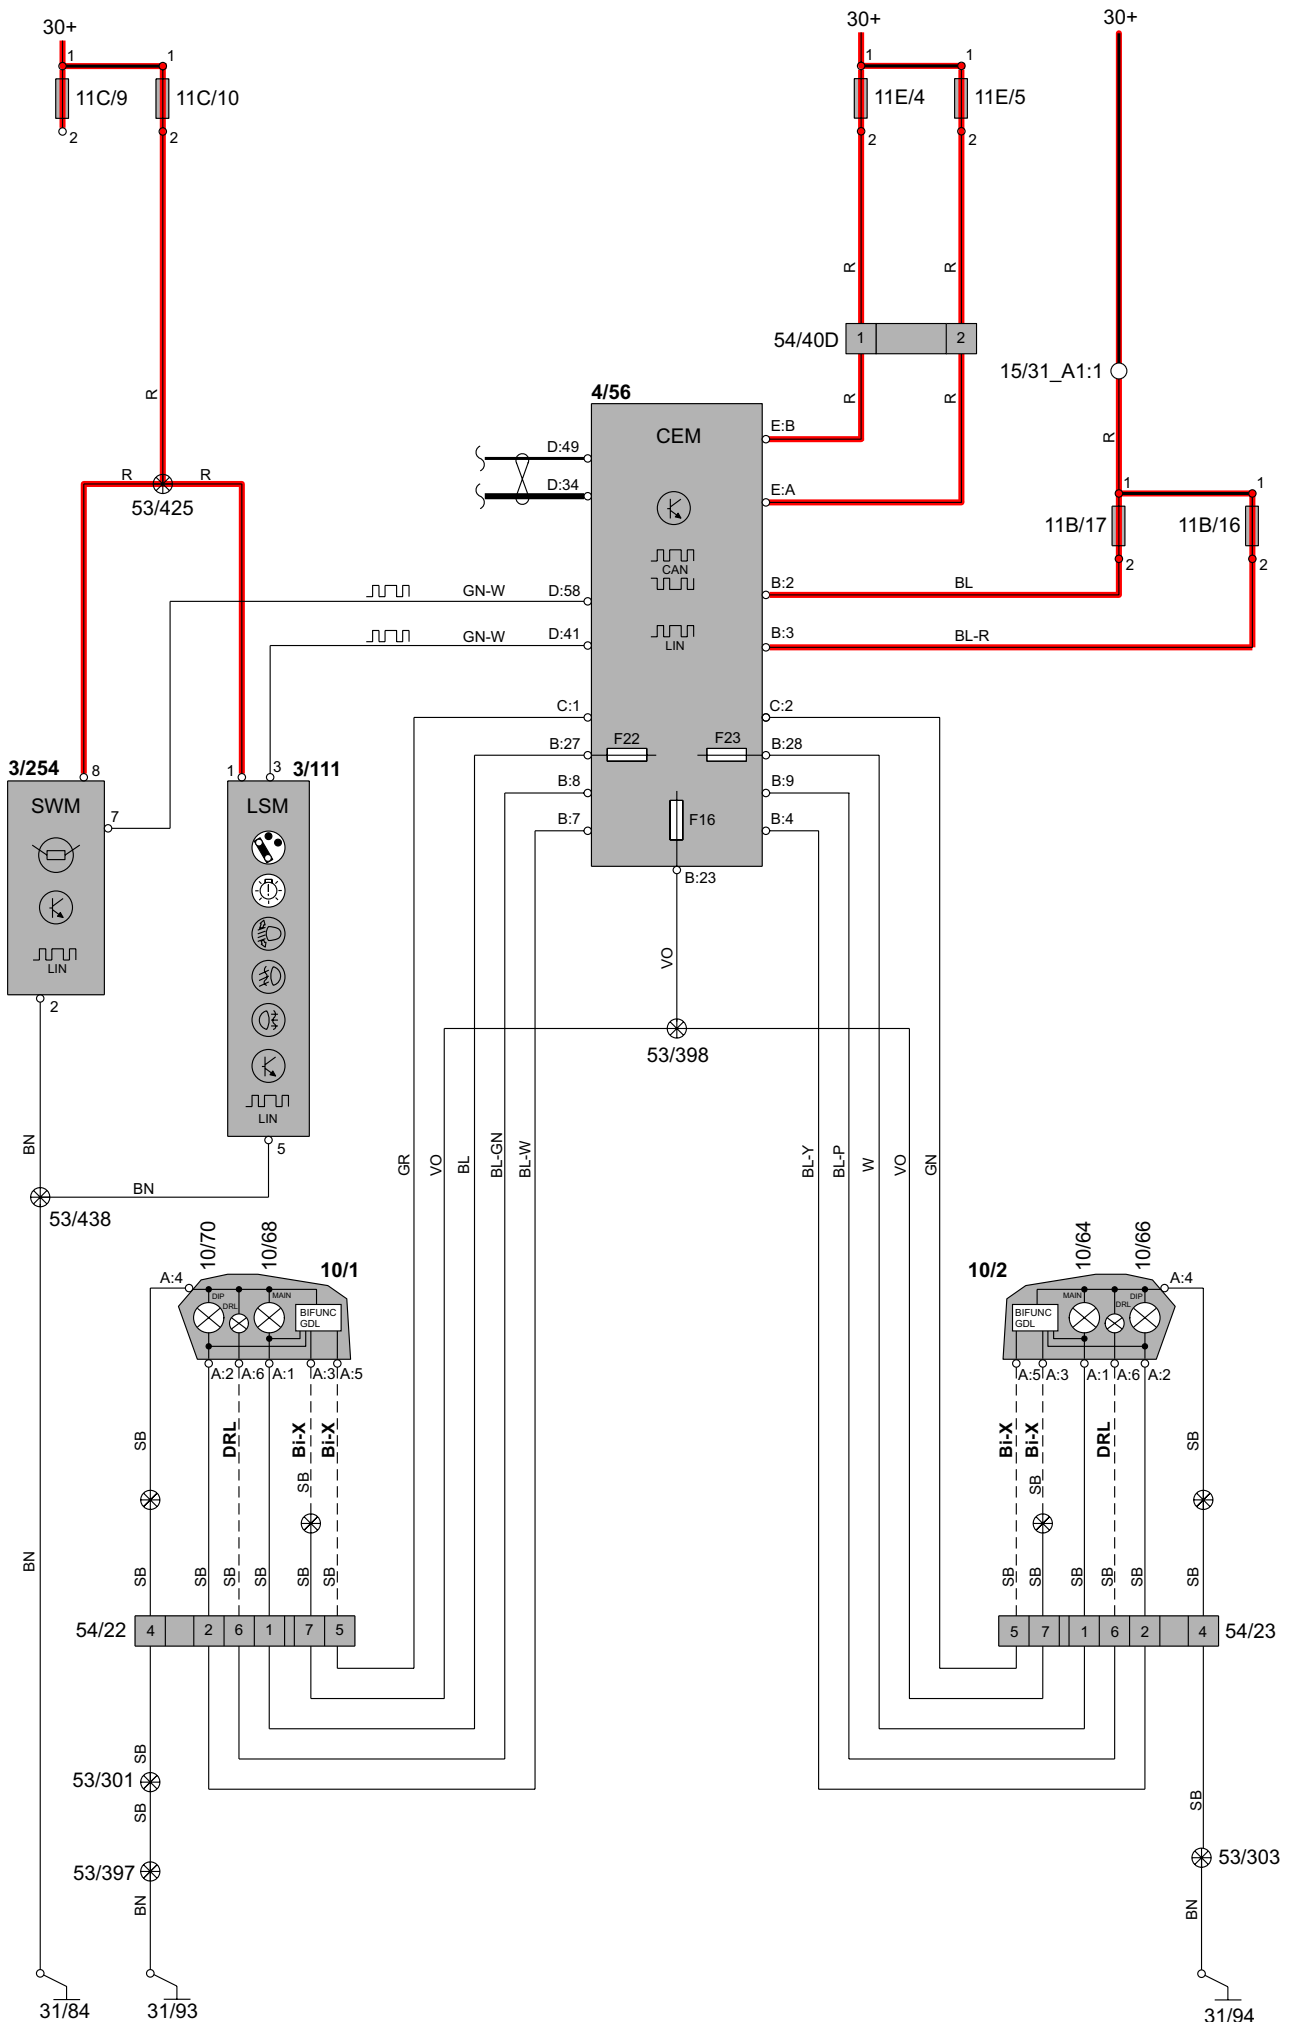 30+
30+
30+
1
1
1
1
11C/9
11C/10
11E/4
11E/5
2
2
2
2
R
R
R
54/40D
1
2
15/31_A1:1
R
R
R
4/56
CEM
E:B
D:49
R
R
R
D:34
E:A
1
1
53/425
11B/17
11B/16
CAN
2
2
GN-W
D:58
B:2
BL
GN-W
D:41
LIN
B:3
BL-R
C:1
C:2
B:27
F22
F23
B:28
3/254
8
1
3
3/111
B:8
B:9
SWM
LSM
7
B:7
F16
B:4
B:23
VO
LIN
2
53/398
LIN
5
BN
BN
GR
VO
BL
BL-GN
BL-W
BL-Y
BL-P
W
VO
GN
53/438
10/70
10/68
10/1
10/2
10/64
10/66
A:4
A:4
DIP
DRL
MAIN
BIFUNC
GDL
BIFUNC
GDL
MAIN
DRL
DIP
A:2
A:6
A:1
A:3
A:5
A:5
A:3
A:1
A:6
A:2
SB
DRL
Bi-X
Bi-X
Bi-X
Bi-X
DRL
SB
SB
SB
BN
SB
SB
SB
SB
SB
SB
SB
SB
SB
SB
SB
SB
54/22
4
2
6
1
7
5
5
7
1
6
2
4
54/23
SB
53/301
SB
SB
53/397
53/303
BN
BN
31/84
31/93
31/94